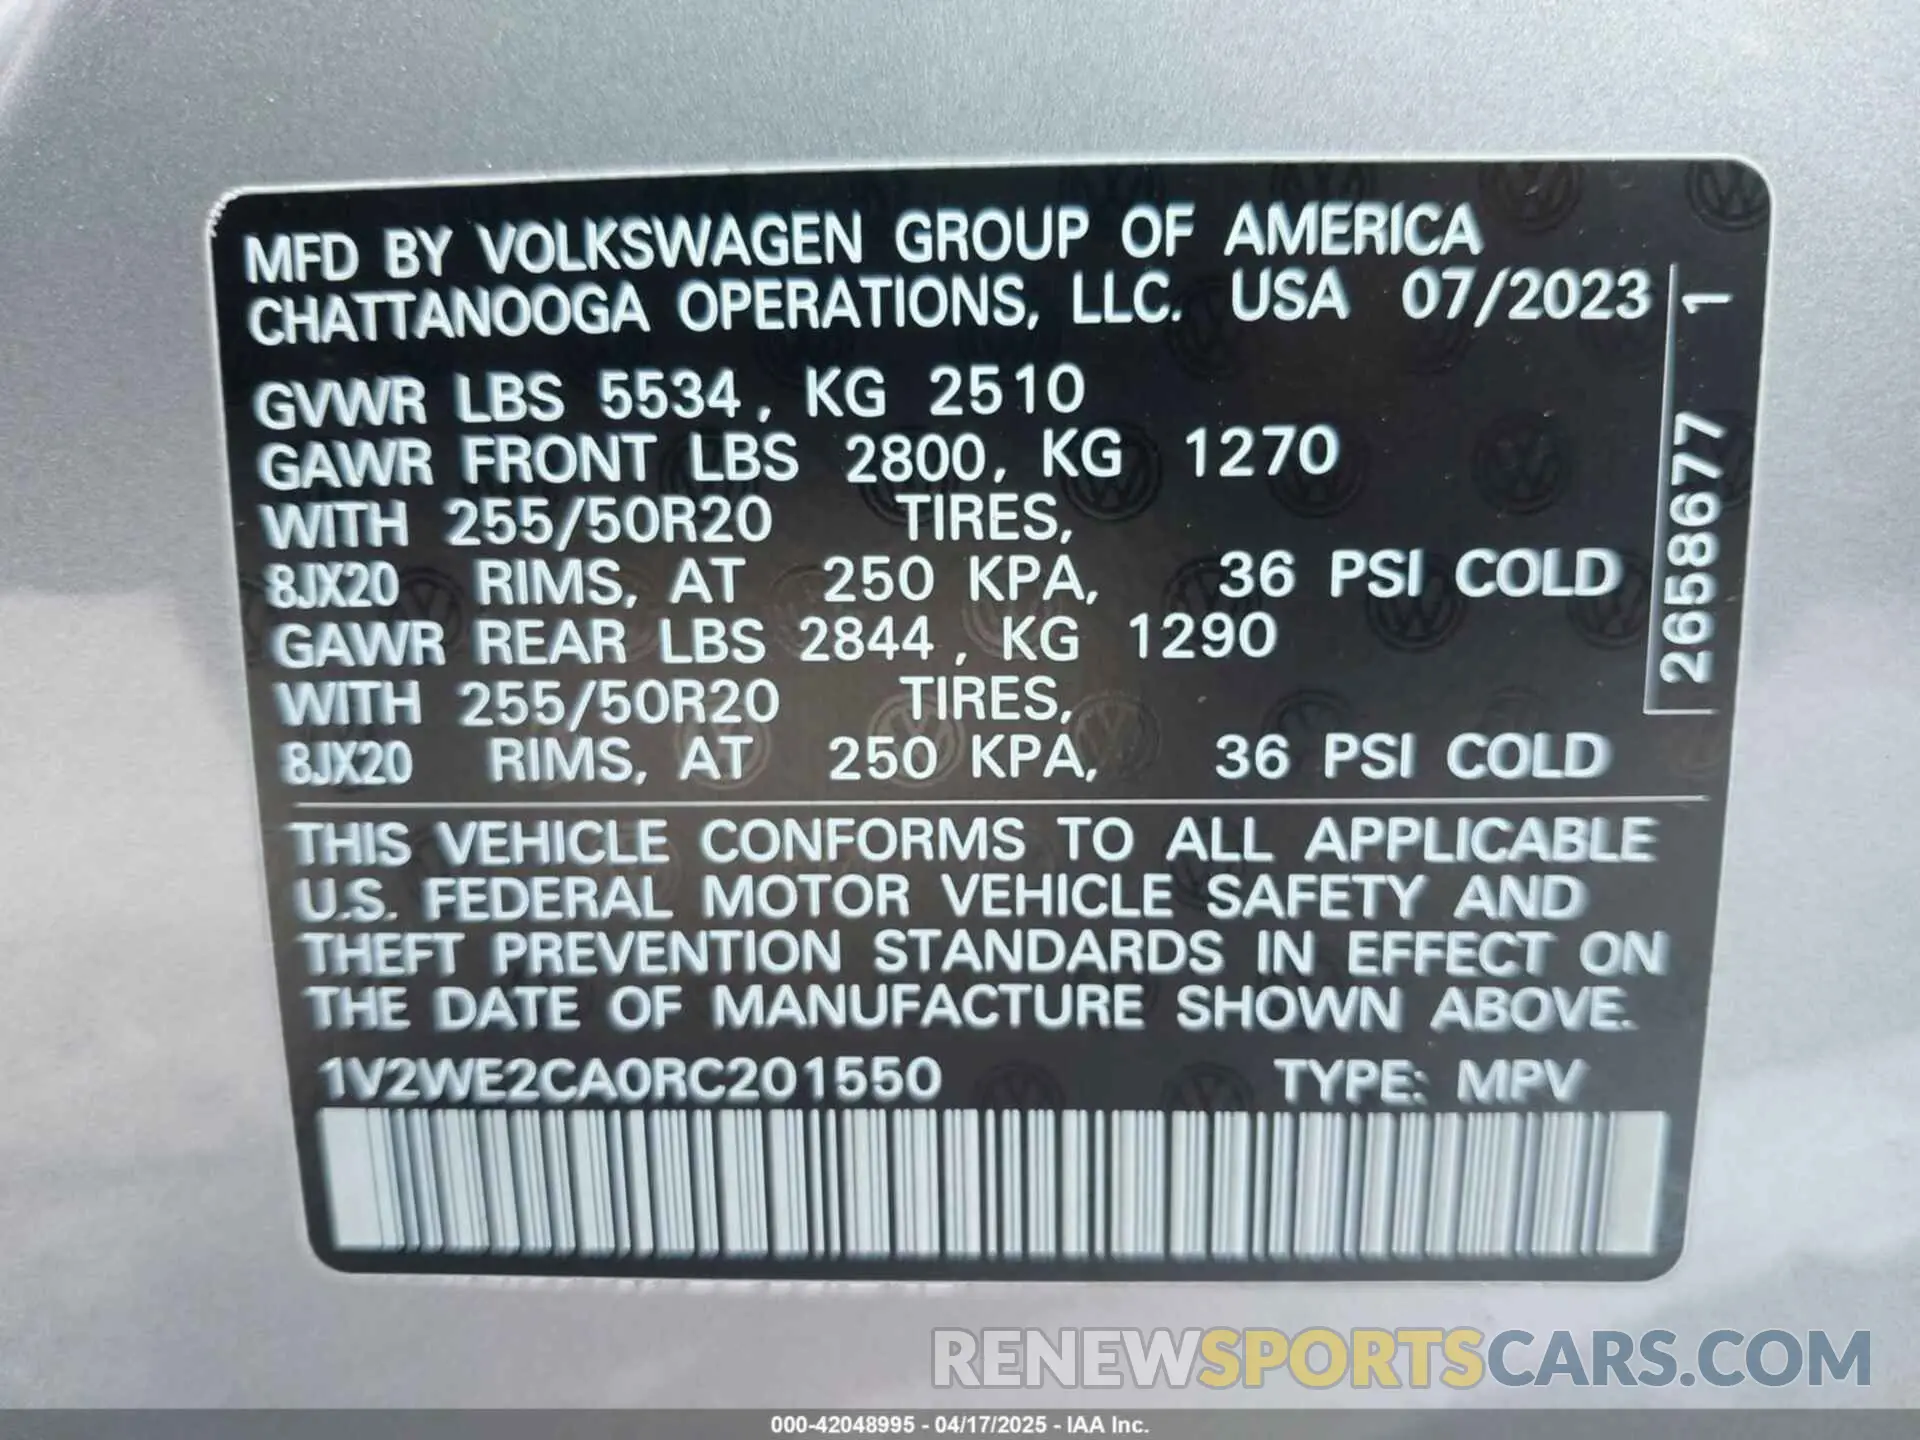 MFD BY VOLKSWAGEN GROUP OF AMERICA
CHATTANOOGA OPERATIONS, LLC. USA 07/2023
GVWR LBS 5534, KG 2510
GAWR FRONT LBS 2800, KG 1270
WITH 255/50R20 TIRES,
8JX20 RIMS, AT 250 KPA, 36 PSI COLD
GAWR REAR LBS 2844, KG 1290
WITH 255/50R20 TIRES,
8JX20 RIMS, AT 250 KPA, 36 PSI COLD
2658677 1
THIS VEHICLE CONFORMS TO ALL APPLICABLE
U.S. FEDERAL MOTOR VEHICLE SAFETY AND
THEFT PREVENTION STANDARDS IN EFFECT ON
THE DATE OF MANUFACTURE SHOWN ABOVE.
1V2WE2CA0RC201550 TYPE: MPV
RENEWSPORTSCARS.COM
000-42048995 - 04/17/2025 - IAA Inc.